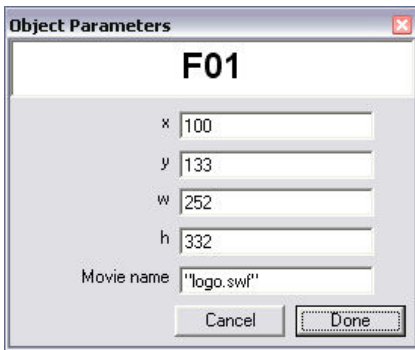 Object Parameters
F01
x 100
y 133
w 252
h 332
Movie name "logo.swf"
Cancel Done